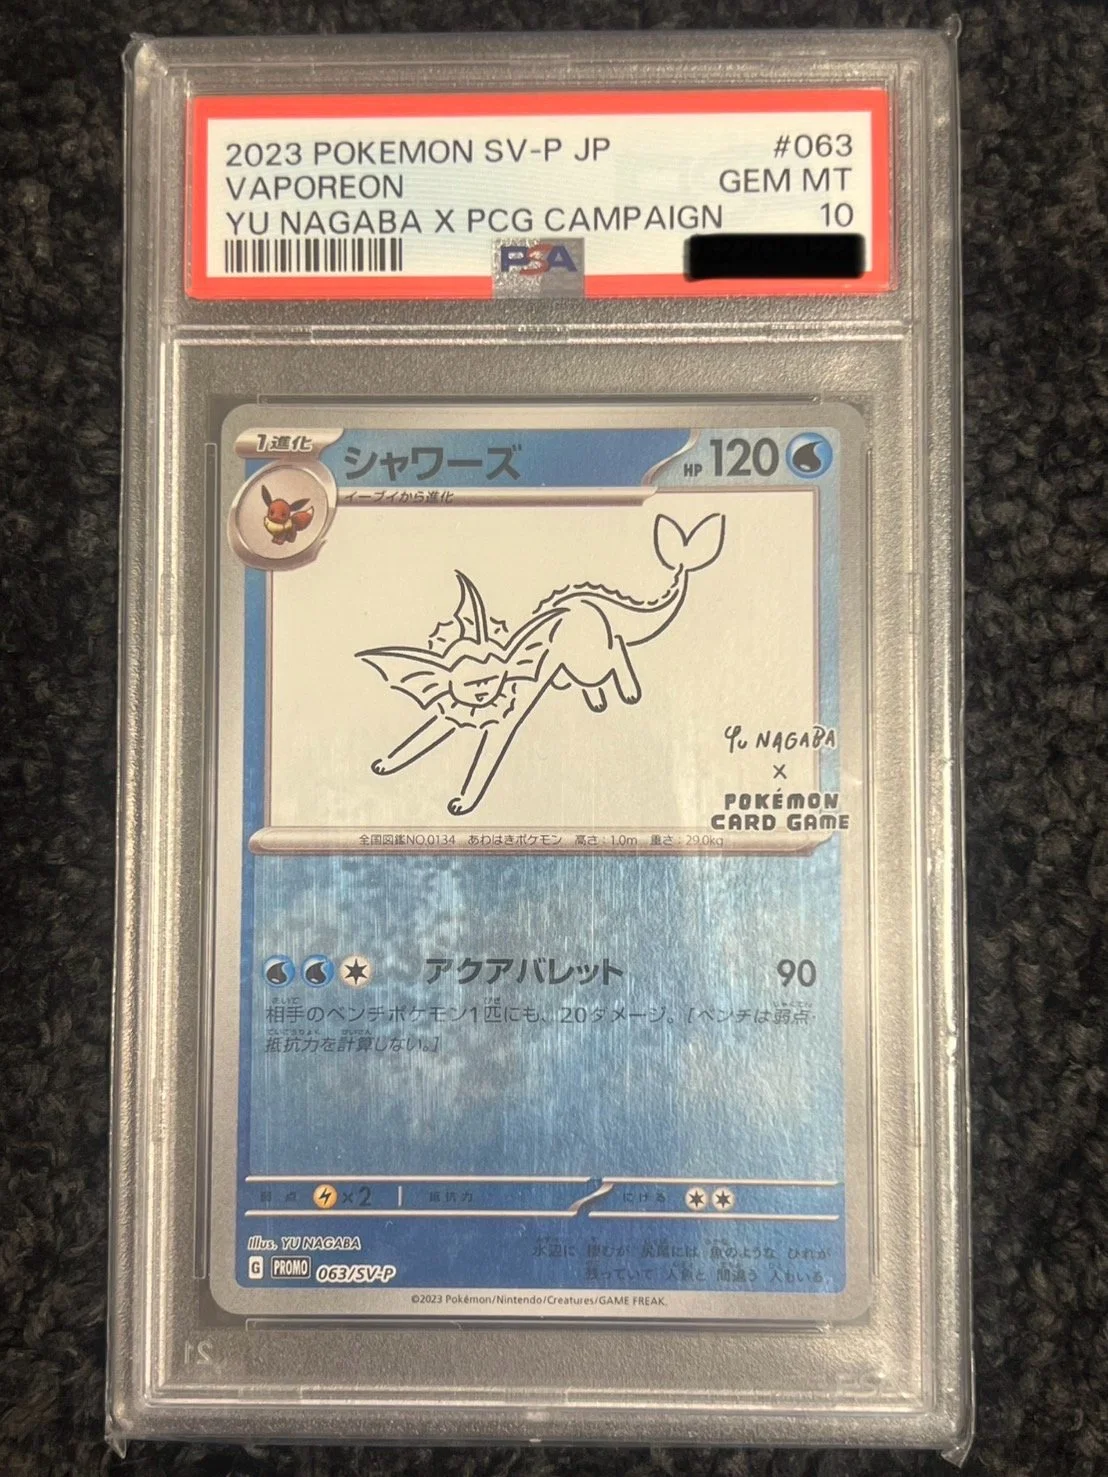 2023 POKEMON SV-P JP #063
VAPOREON GEM MT
YU NAGABA X PCG CAMPAIGN 10
PSA
1進化
シャワーズ
HP 120
イーブイから進化
Yu NAGABA
X
POKÉMON
CARD GAME
全国図鑑NO.0134 あわはきポケモン 高さ:1.0m 重さ:29.0kg
アクアバレット 90
相手のベンチポケモン1匹にも、20ダメージ。[ベンチは弱点・
抵抗力を計算しない。]
弱点 ×2 抵抗力 にげる
Illus. YU NAGABA
水辺に 棲むが 尻尾には 魚のような ひれが
残っていて 人魚と 間違う 人もいる
G PROMO 063/SV-P
©2023 Pokémon/Nintendo/Creatures/GAME FREAK.